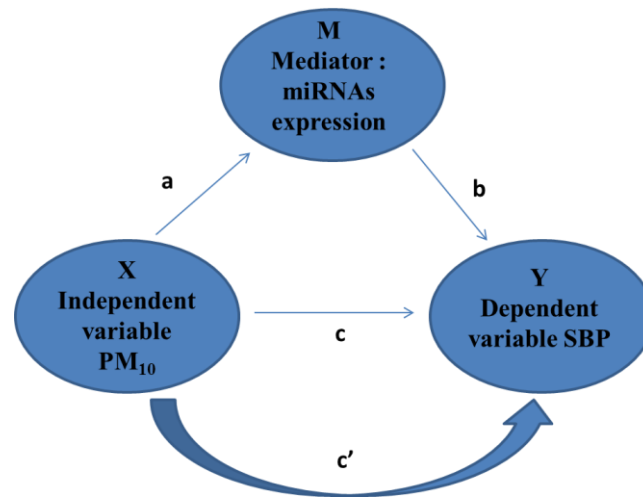 M
Mediator :
miRNAs
expression
a
b
X
Independent
variable
PM₁₀
c
Y
Dependent
variable SBP
c’